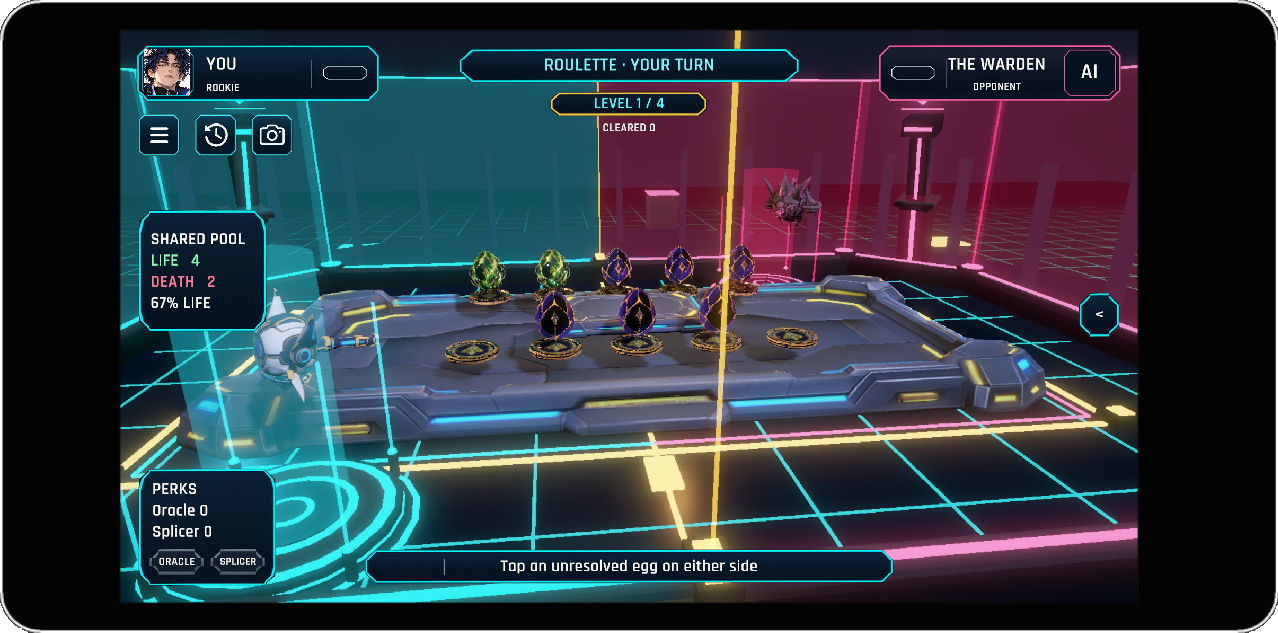 YOU
ROOKIE
ROULETTE · YOUR TURN
THE WARDEN
OPPONENT
AI
LEVEL 1 / 4
CLEARED 0
SHARED POOL
LIFE 4
DEATH 2
67% LIFE
<
PERKS
Oracle 0
Splicer 0
ORACLE
SPLICER
Tap an unresolved egg on either side